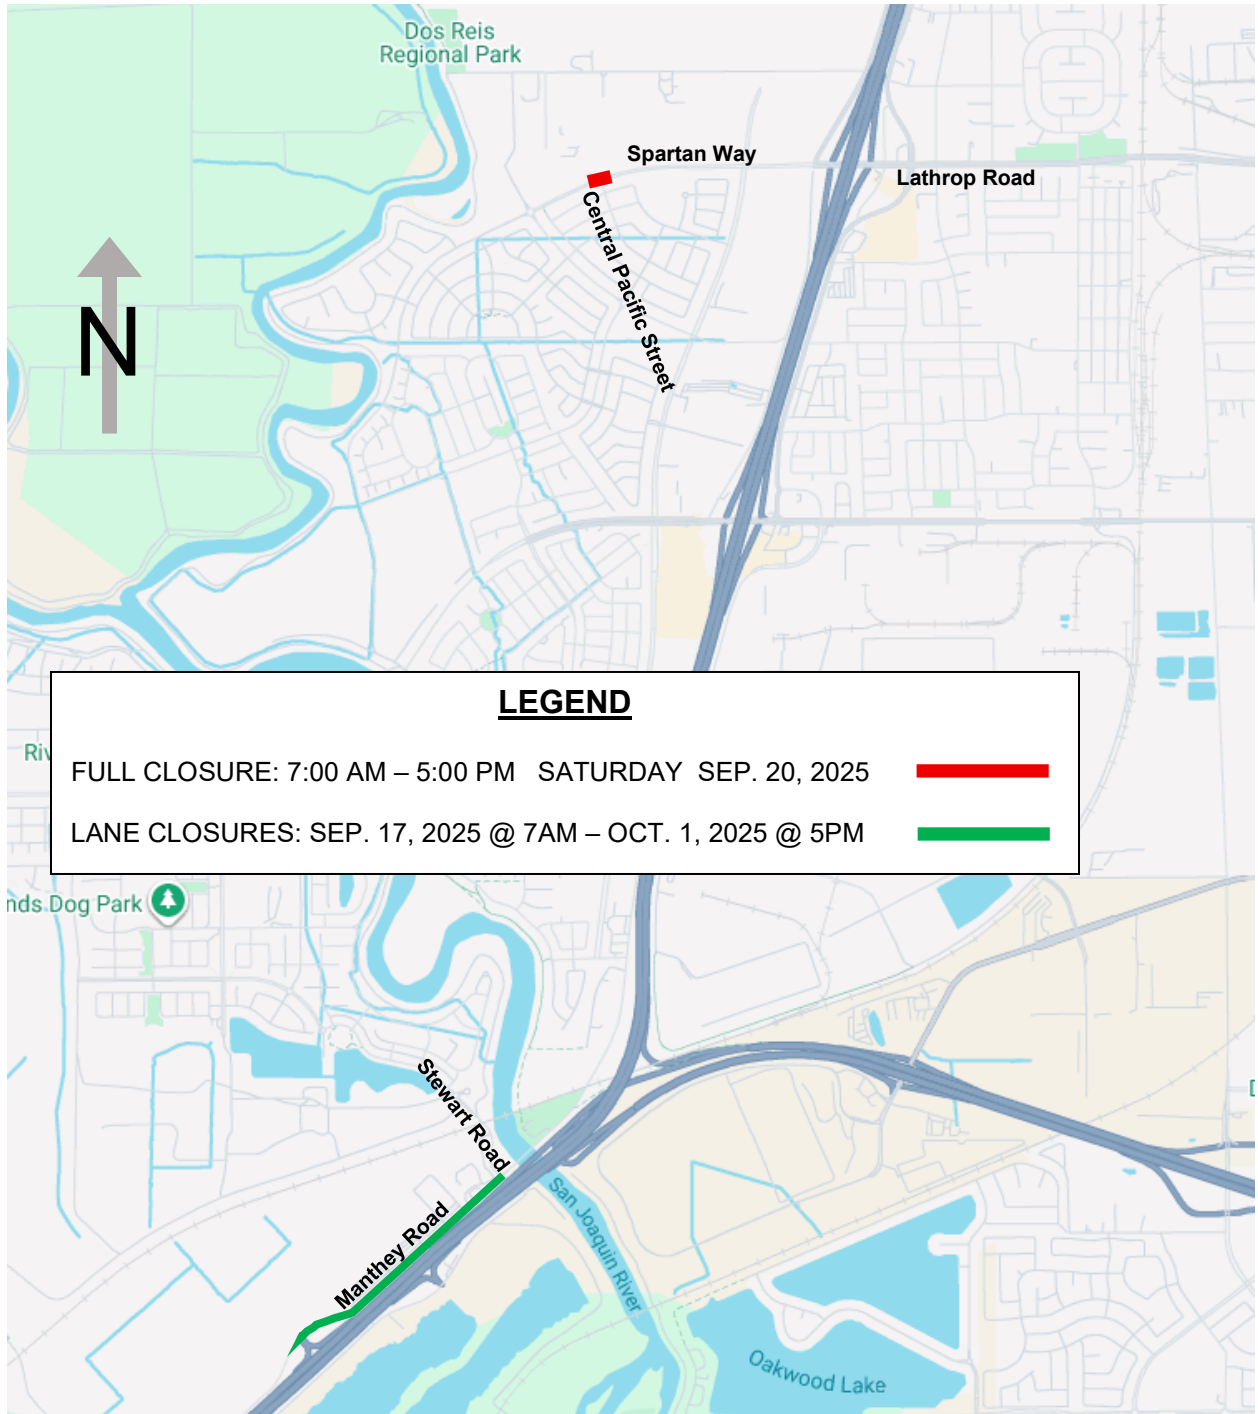 Dos Reis
Regional Park
Spartan Way
Lathrop Road
Central Pacific Street
N
LEGEND
Riv
FULL CLOSURE: 7:00 AM – 5:00 PM SATURDAY SEP. 20, 2025
LANE CLOSURES: SEP. 17, 2025 @ 7AM – OCT. 1, 2025 @ 5PM
nds Dog Park
Stewart Road
D
San Joaquin River
Manthey Road
Oakwood Lake